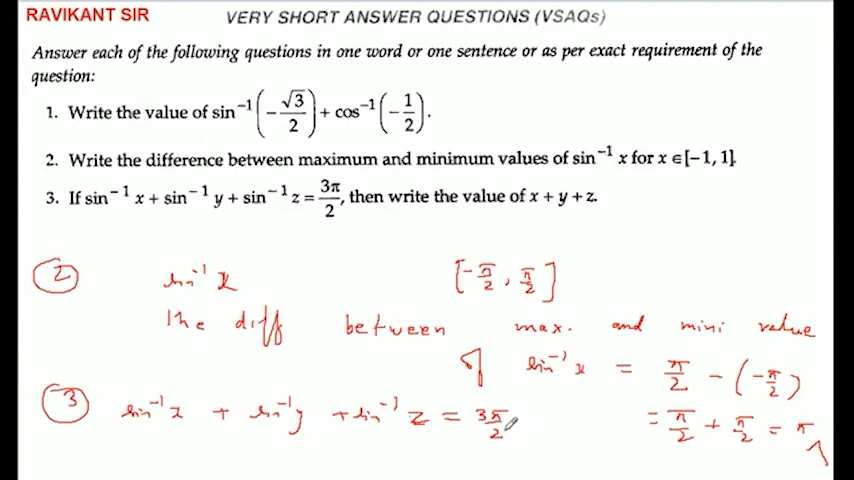 RAVIKANT SIR VERY SHORT ANSWER QUESTIONS (VSAQs)
Answer each of the following questions in one word or one sentence or as per exact requirement of the
question:
1. Write the value of sin⁻¹(-√3/2) + cos⁻¹(-1/2).
2. Write the difference between maximum and minimum values of sin⁻¹ x for x ∈ [-1, 1].
3. If sin⁻¹ x + sin⁻¹ y + sin⁻¹ z = 3π/2, then write the value of x + y + z.
2 sin⁻¹ x [-π/2, π/2]
The diff between max. and mini value
of sin⁻¹ x = π/2 - (-π/2)
= π/2 + π/2 = π
3 sin⁻¹x + sin⁻¹y + sin⁻¹ z = 3π/2